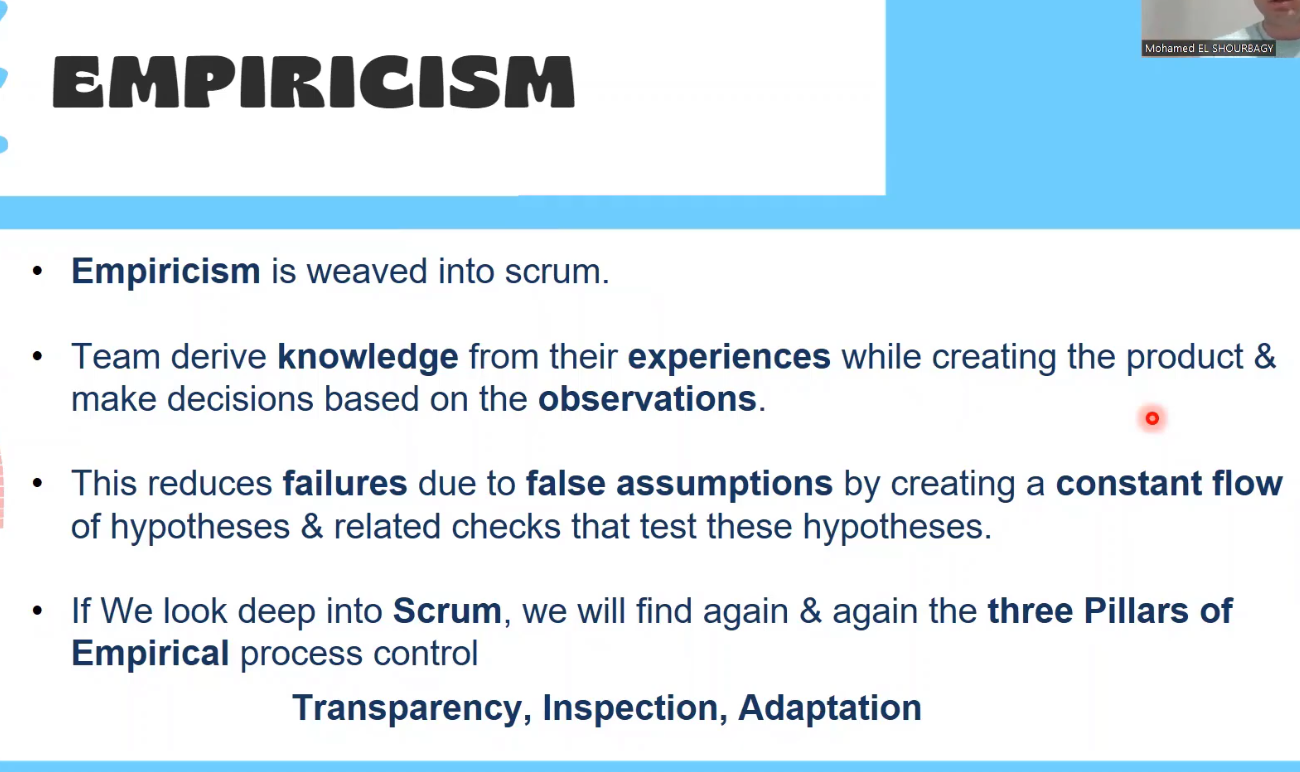 Mohamed EL SHOURBAGY
EMPIRICISM
• Empiricism is weaved into scrum.
• Team derive knowledge from their experiences while creating the product &
make decisions based on the observations.
• This reduces failures due to false assumptions by creating a constant flow
of hypotheses & related checks that test these hypotheses.
• If We look deep into Scrum, we will find again & again the three Pillars of
Empirical process control
Transparency, Inspection, Adaptation